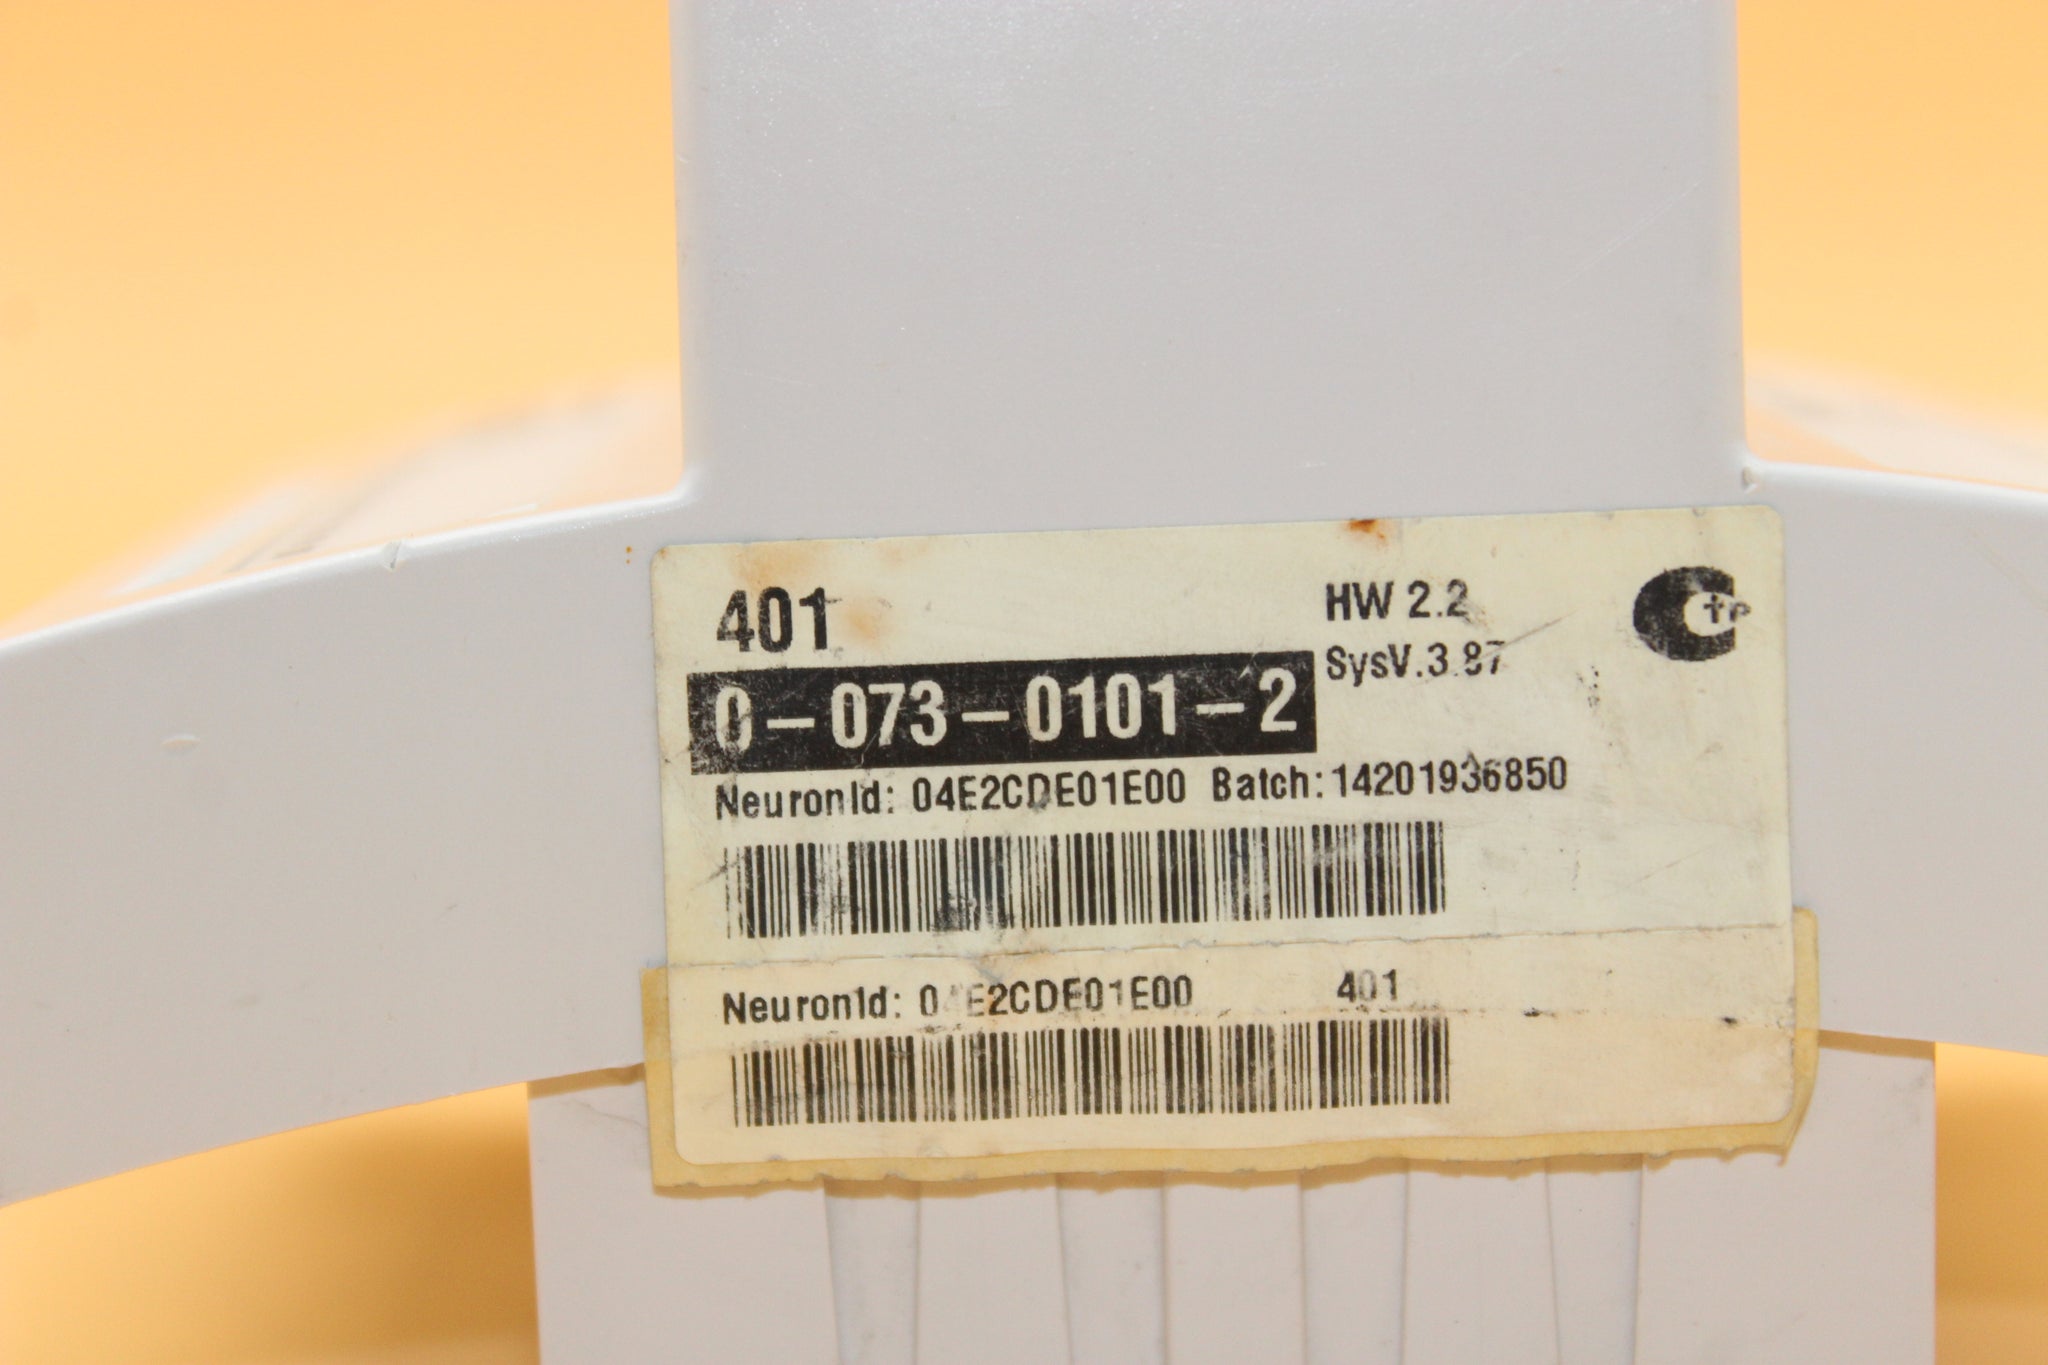 401
HW 2.2
SysV.3.87
0-073-0101-2
NeuronId: 04E2CDE01E00 Batch:14201936850
NeuronId: 04E2CDE01E00 401